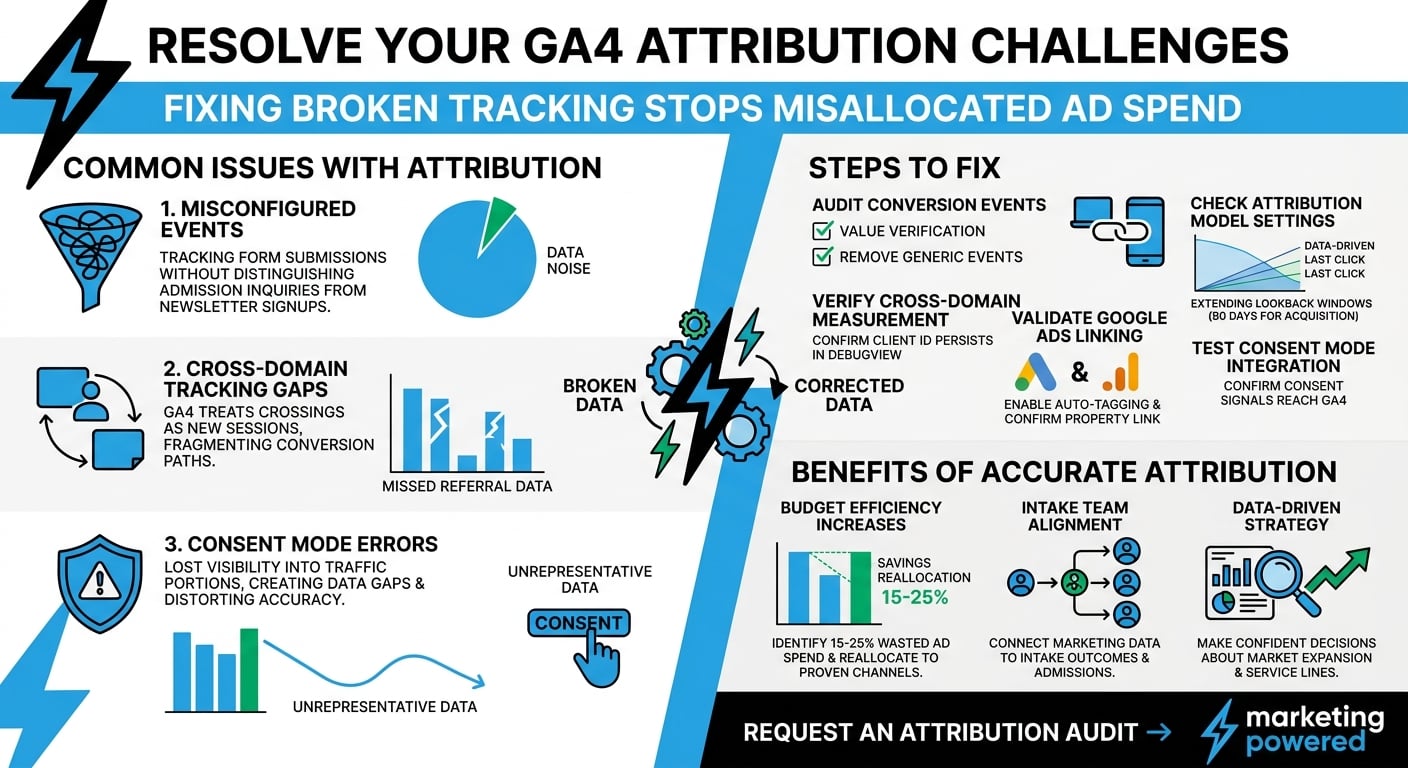 RESOLVE YOUR GA4 ATTRIBUTION CHALLENGES
FIXING BROKEN TRACKING STOPS MISALLOCATED AD SPEND
COMMON ISSUES WITH ATTRIBUTION
1. MISCONFIGURED
EVENTS
TRACKING FORM SUBMISSIONS
WITHOUT DISTINGUISHING
ADMISSION INQUIRIES FROM
NEWSLETTER SIGNUPS.
DATA
NOISE
2. CROSS-DOMAIN
TRACKING GAPS
GA4 TREATS CROSSINGS
AS NEW SESSIONS,
FRAGMENTING CONVERSION
PATHS.
MISSED REFERRAL DATA
3. CONSENT MODE ERRORS
LOST VISIBILITY INTO TRAFFIC
PORTIONS, CREATING DATA GAPS &
DISTORTING ACCURACY.
UNREPRESENTATIVE DATA
UNREPRESENTATIVE
DATA
CONSENT
BROKEN
DATA
CORRECTED
DATA
STEPS TO FIX
AUDIT CONVERSION EVENTS
VALUE VERIFICATION
REMOVE GENERIC EVENTS
VERIFY CROSS-DOMAIN
MEASUREMENT
CONFIRM CLIENT ID PERSISTS
IN DEBUGVIEW
VALIDATE GOOGLE
ADS LINKING
&
ENABLE AUTO-TAGGING &
CONFIRM PROPERTY LINK
CHECK ATTRIBUTION
MODEL SETTINGS
DATA-DRIVEN
LAST CLICK
LAST CLICK
EXTENDING LOOKBACK WINDOWS
(B0 DAYS FOR ACQUISITION)
TEST CONSENT MODE
INTEGRATION
CONFIRM CONSENT
SIGNALS REACH GA4
BENEFITS OF ACCURATE ATTRIBUTION
BUDGET EFFICIENCY
INCREASES
SAVINGS
REALLOCATION
15-25%
IDENTIFY 15-25% WASTED AD
SPEND & REALLOCATE TO
PROVEN CHANNELS.
INTAKE TEAM
ALIGNMENT
CONNECT MARKETING DATA
TO INTAKE OUTCOMES &
ADMISSIONS.
DATA-DRIVEN
STRATEGY
MAKE CONFIDENT DECISIONS
ABOUT MARKET EXPANSION
& SERVICE LINES.
REQUEST AN ATTRIBUTION AUDIT →
marketing
powered